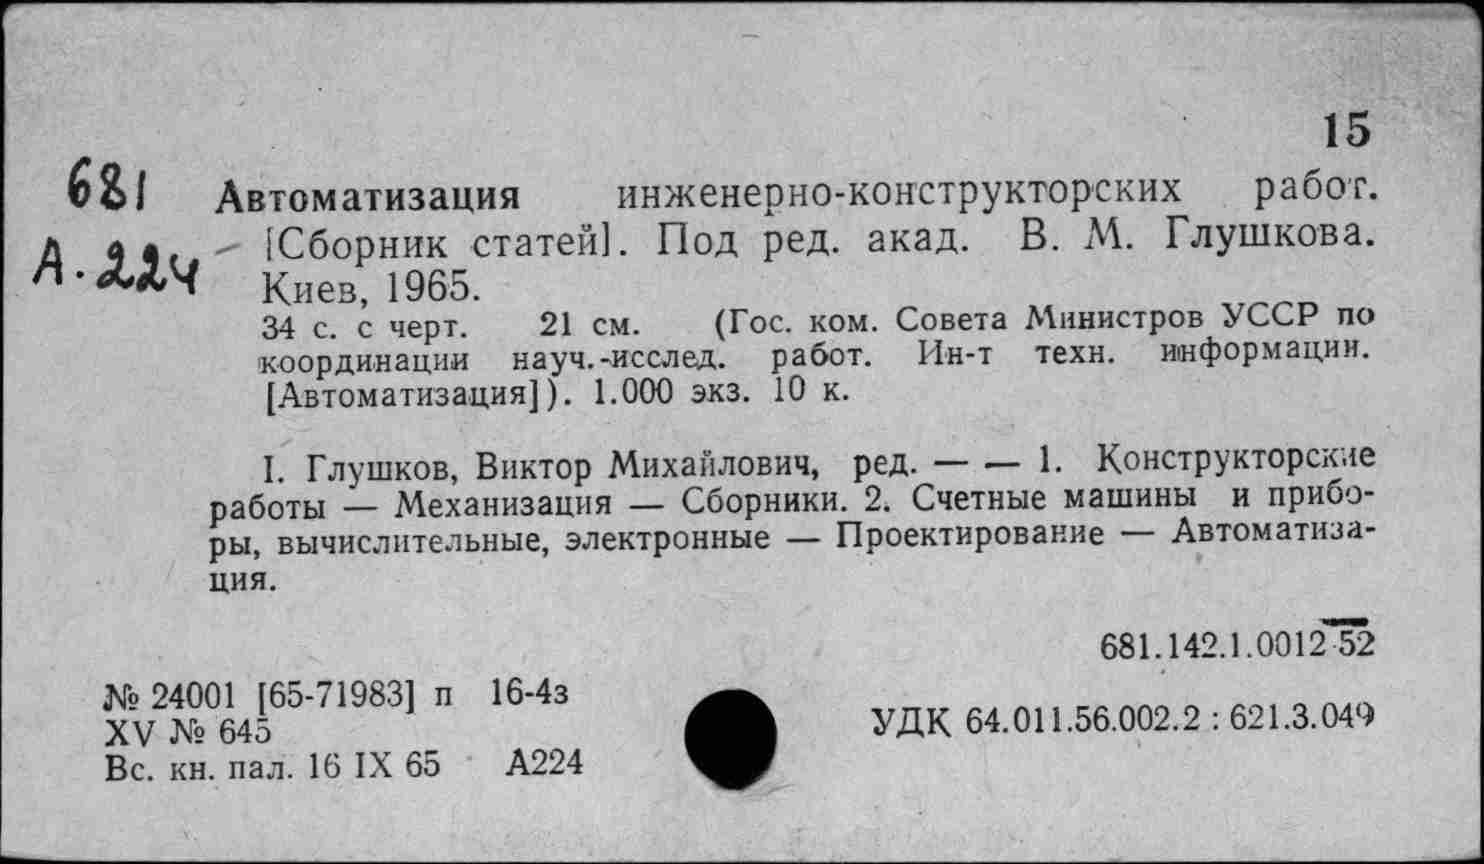 15
681 Автоматизация инженерно-конструкторских работ.
А.224 [Сборник статей]. Под ред. акад. В. М. Глушкова.
Киев, 1965.
34 с. с черт. 21 см. (Гос. ком. Совета Министров УССР по
координации науч.-исслед. работ. Ин-т техн. информации.
[Автоматизация]). 1.000 экз. 10 к.
I. Глушков, Виктор Михайлович, ред. — — 1. Конструкторские
работы — Механизация — Сборники. 2. Счетные машины и прибо-
ры, вычислительные, электронные — Проектирование — Автоматиза-
ция.
681.142.1.0012 52
№ 24001 [65-71983] п 16-4з
XV № 645
УДК 64.011.56.002.2 : 621.3.049
Вс. кн. пал. 16 IX 65 А224